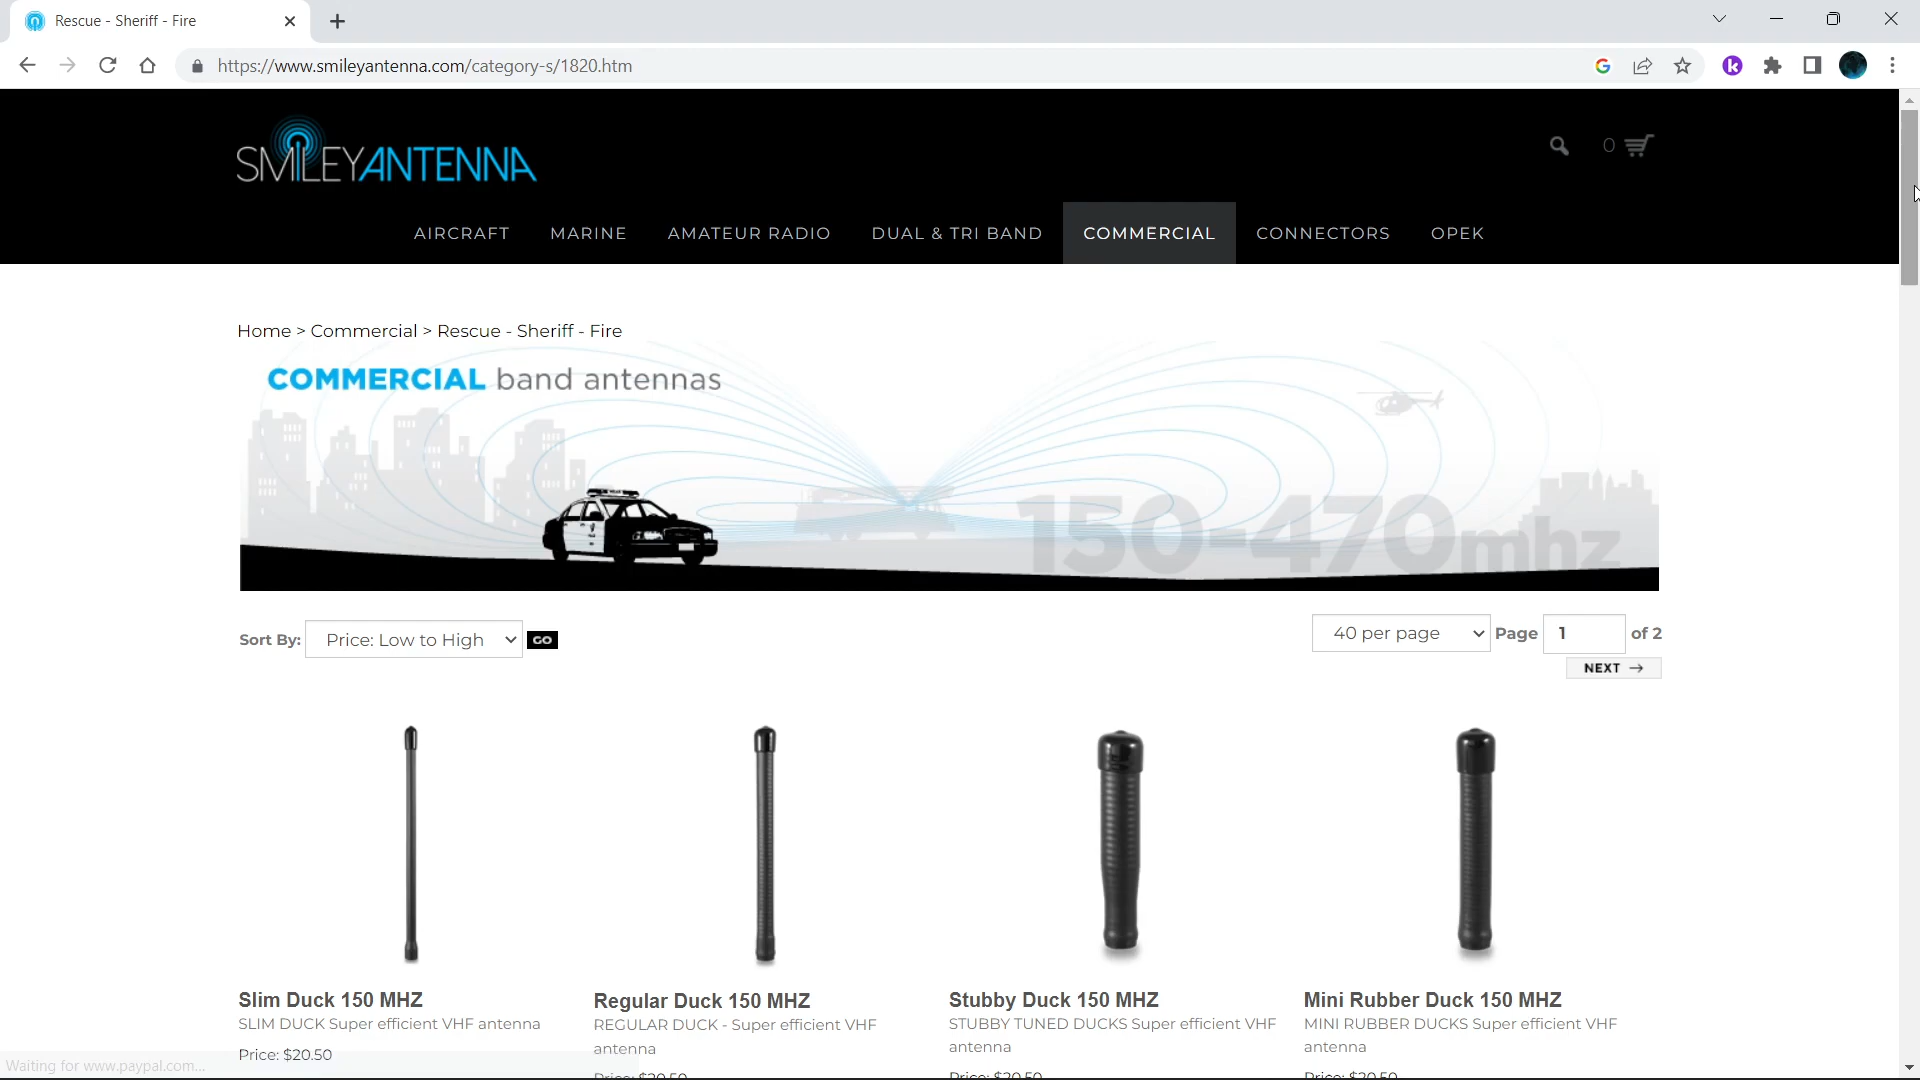 Rescue - Sheriff - Fire
https://www.smileyantenna.com/category-s/1820.htm
SMILEYANTENNA
0
AIRCRAFT MARINE AMATEUR RADIO DUAL & TRI BAND COMMERCIAL CONNECTORS OPEK
Home > Commercial > Rescue - Sheriff - Fire
COMMERCIAL band antennas
150-470mhz
Sort By: Price: Low to High GO
40 per page Page 1 of 2
NEXT →
Slim Duck 150 MHZ
SLIM DUCK Super efficient VHF antenna
Price: $20.50
Regular Duck 150 MHZ
REGULAR DUCK - Super efficient VHF
antenna
Price: $20.50
Stubby Duck 150 MHZ
STUBBY TUNED DUCKS Super efficient VHF
antenna
Price: $20.50
Mini Rubber Duck 150 MHZ
MINI RUBBER DUCKS Super efficient VHF
antenna
Price: $20.50
Waiting for www.paypal.com...